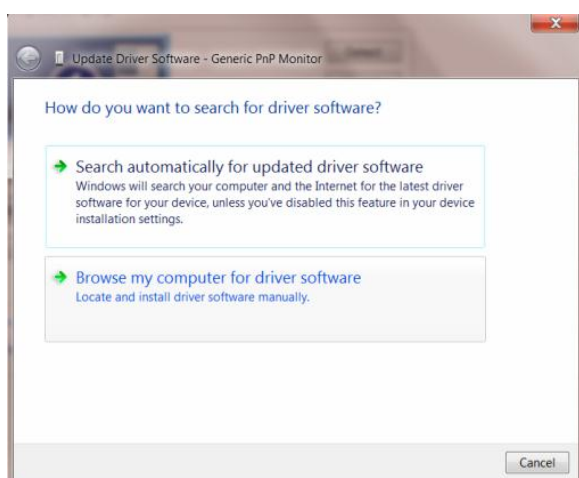 Update Driver Software - Generic PnP Monitor
How do you want to search for driver software?
Search automatically for updated driver software
Windows will search your computer and the Internet for the latest driver
software for your device, unless you've disabled this feature in your device
installation settings.
Browse my computer for driver software
Locate and install driver software manually.
Cancel